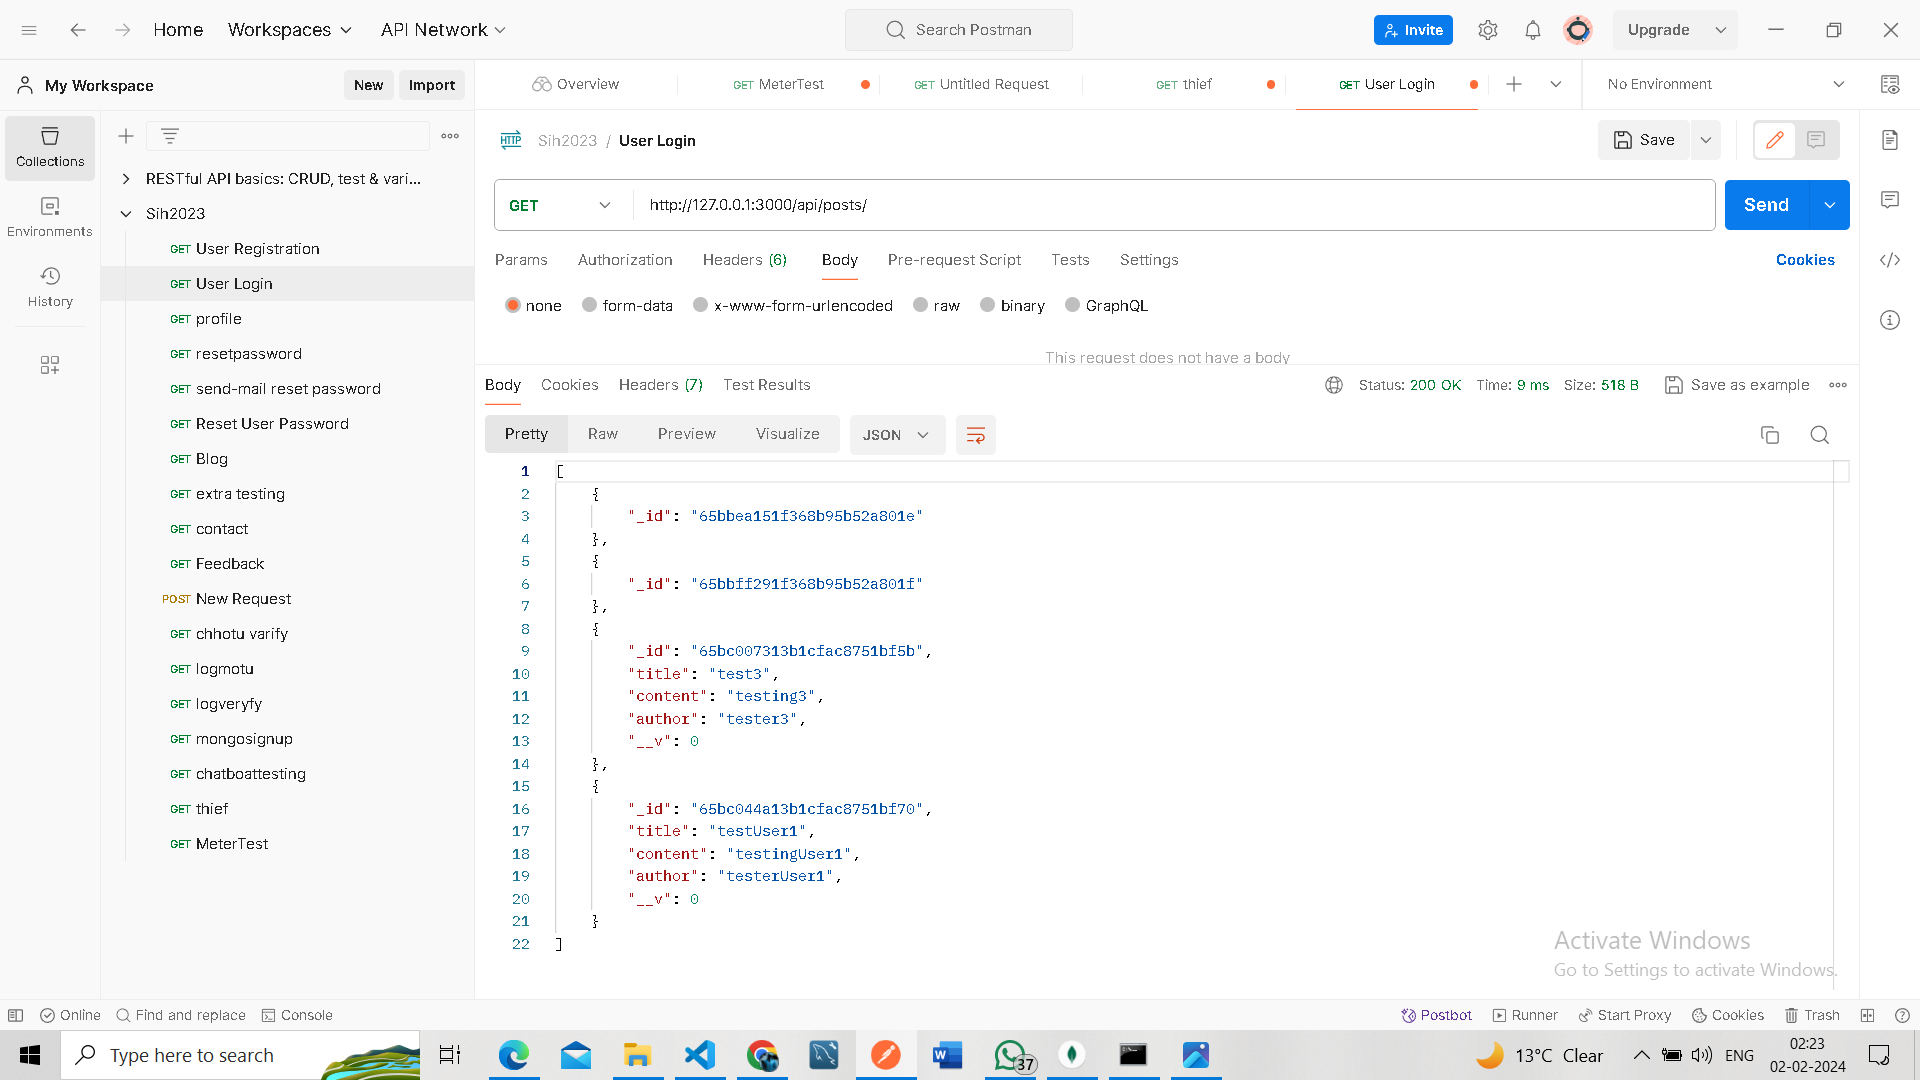 Home Workspaces API Network Search Postman Invite Upgrade
My Workspace New Import Overview GET MeterTest GET Untitled Request GET thief GET User Login No Environment
Collections
Environments
History
RESTful API basics: CRUD, test & vari...
Sih2023
GET User Registration
GET User Login
GET profile
GET resetpassword
GET send-mail reset password
GET Reset User Password
GET Blog
GET extra testing
GET contact
GET Feedback
POST New Request
GET chhotu varify
GET logmotu
GET logveryfy
GET mongosignup
GET chatboattesting
GET thief
GET MeterTest
HTTP Sih2023 / User Login Save
GET http://127.0.0.1:3000/api/posts/ Send
Params Authorization Headers (6) Body Pre-request Script Tests Settings Cookies
none form-data x-www-form-urlencoded raw binary GraphQL
This request does not have a body
Body Cookies Headers (7) Test Results Status: 200 OK Time: 9 ms Size: 518 B Save as example
Pretty Raw Preview Visualize JSON
1 [
2 {
3 "_id": "65bbea151f368b95b52a801e"
4 },
5 {
6 "_id": "65bbff291f368b95b52a801f"
7 },
8 {
9 "_id": "65bc007313b1cfac8751bf5b",
10 "title": "test3",
11 "content": "testing3",
12 "author": "tester3",
13 "__v": 0
14 },
15 {
16 "_id": "65bc044a13b1cfac8751bf70",
17 "title": "testUser1",
18 "content": "testingUser1",
19 "author": "testerUser1",
20 "__v": 0
21 }
22 ]
Activate Windows
Go to Settings to activate Windows.
Online Find and replace Console Postbot Runner Start Proxy Cookies Trash
Type here to search 37 13°C Clear ENG 02:23
02-02-2024